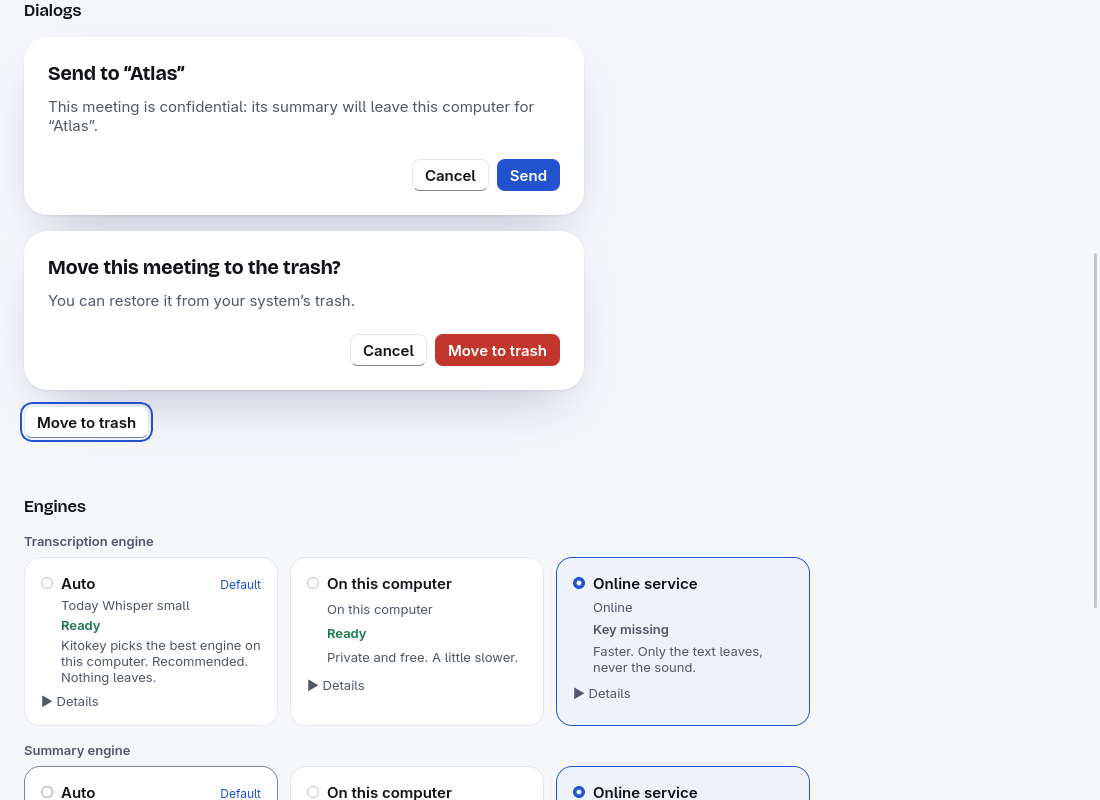 Dialogs
Send to “Atlas”
This meeting is confidential: its summary will leave this computer for
“Atlas”.
Cancel
Send
Move this meeting to the trash?
You can restore it from your system’s trash.
Cancel
Move to trash
Move to trash
Engines
Transcription engine
Auto
Default
Today Whisper small
Ready
Kitokey picks the best engine on
this computer. Recommended.
Nothing leaves.
Details
On this computer
On this computer
Ready
Private and free. A little slower.
Details
Online service
Online
Key missing
Faster. Only the text leaves,
never the sound.
Details
Summary engine
Auto
Default
On this computer
Online service